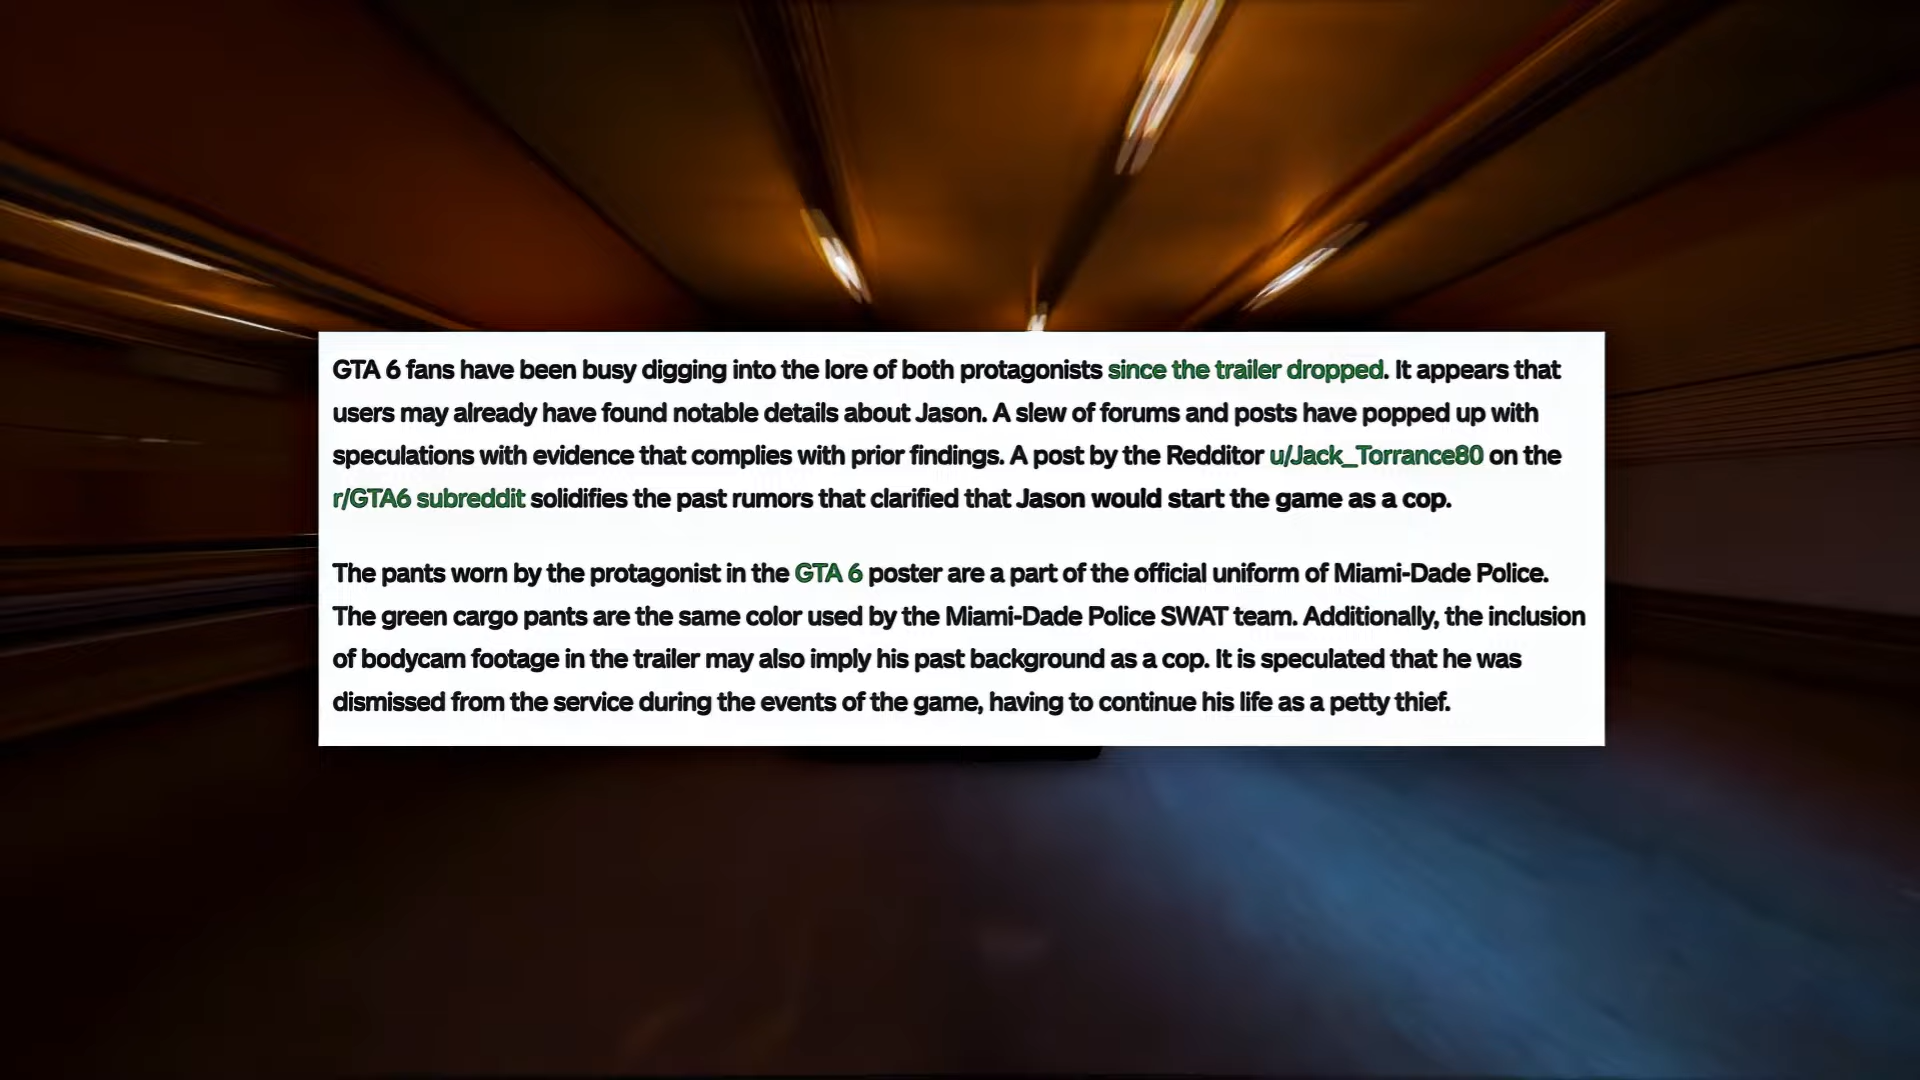 GTA 6 fans have been busy digging into the lore of both protagonists since the trailer dropped. It appears that
users may already have found notable details about Jason. A slew of forums and posts have popped up with
speculations with evidence that complies with prior findings. A post by the Redditor u/Jack_Torrance80 on the
r/GTA6 subreddit solidifies the past rumors that clarified that Jason would start the game as a cop.
The pants worn by the protagonist in the GTA 6 poster are a part of the official uniform of Miami-Dade Police.
The green cargo pants are the same color used by the Miami-Dade Police SWAT team. Additionally, the inclusion
of bodycam footage in the trailer may also imply his past background as a cop. It is speculated that he was
dismissed from the service during the events of the game, having to continue his life as a petty thief.